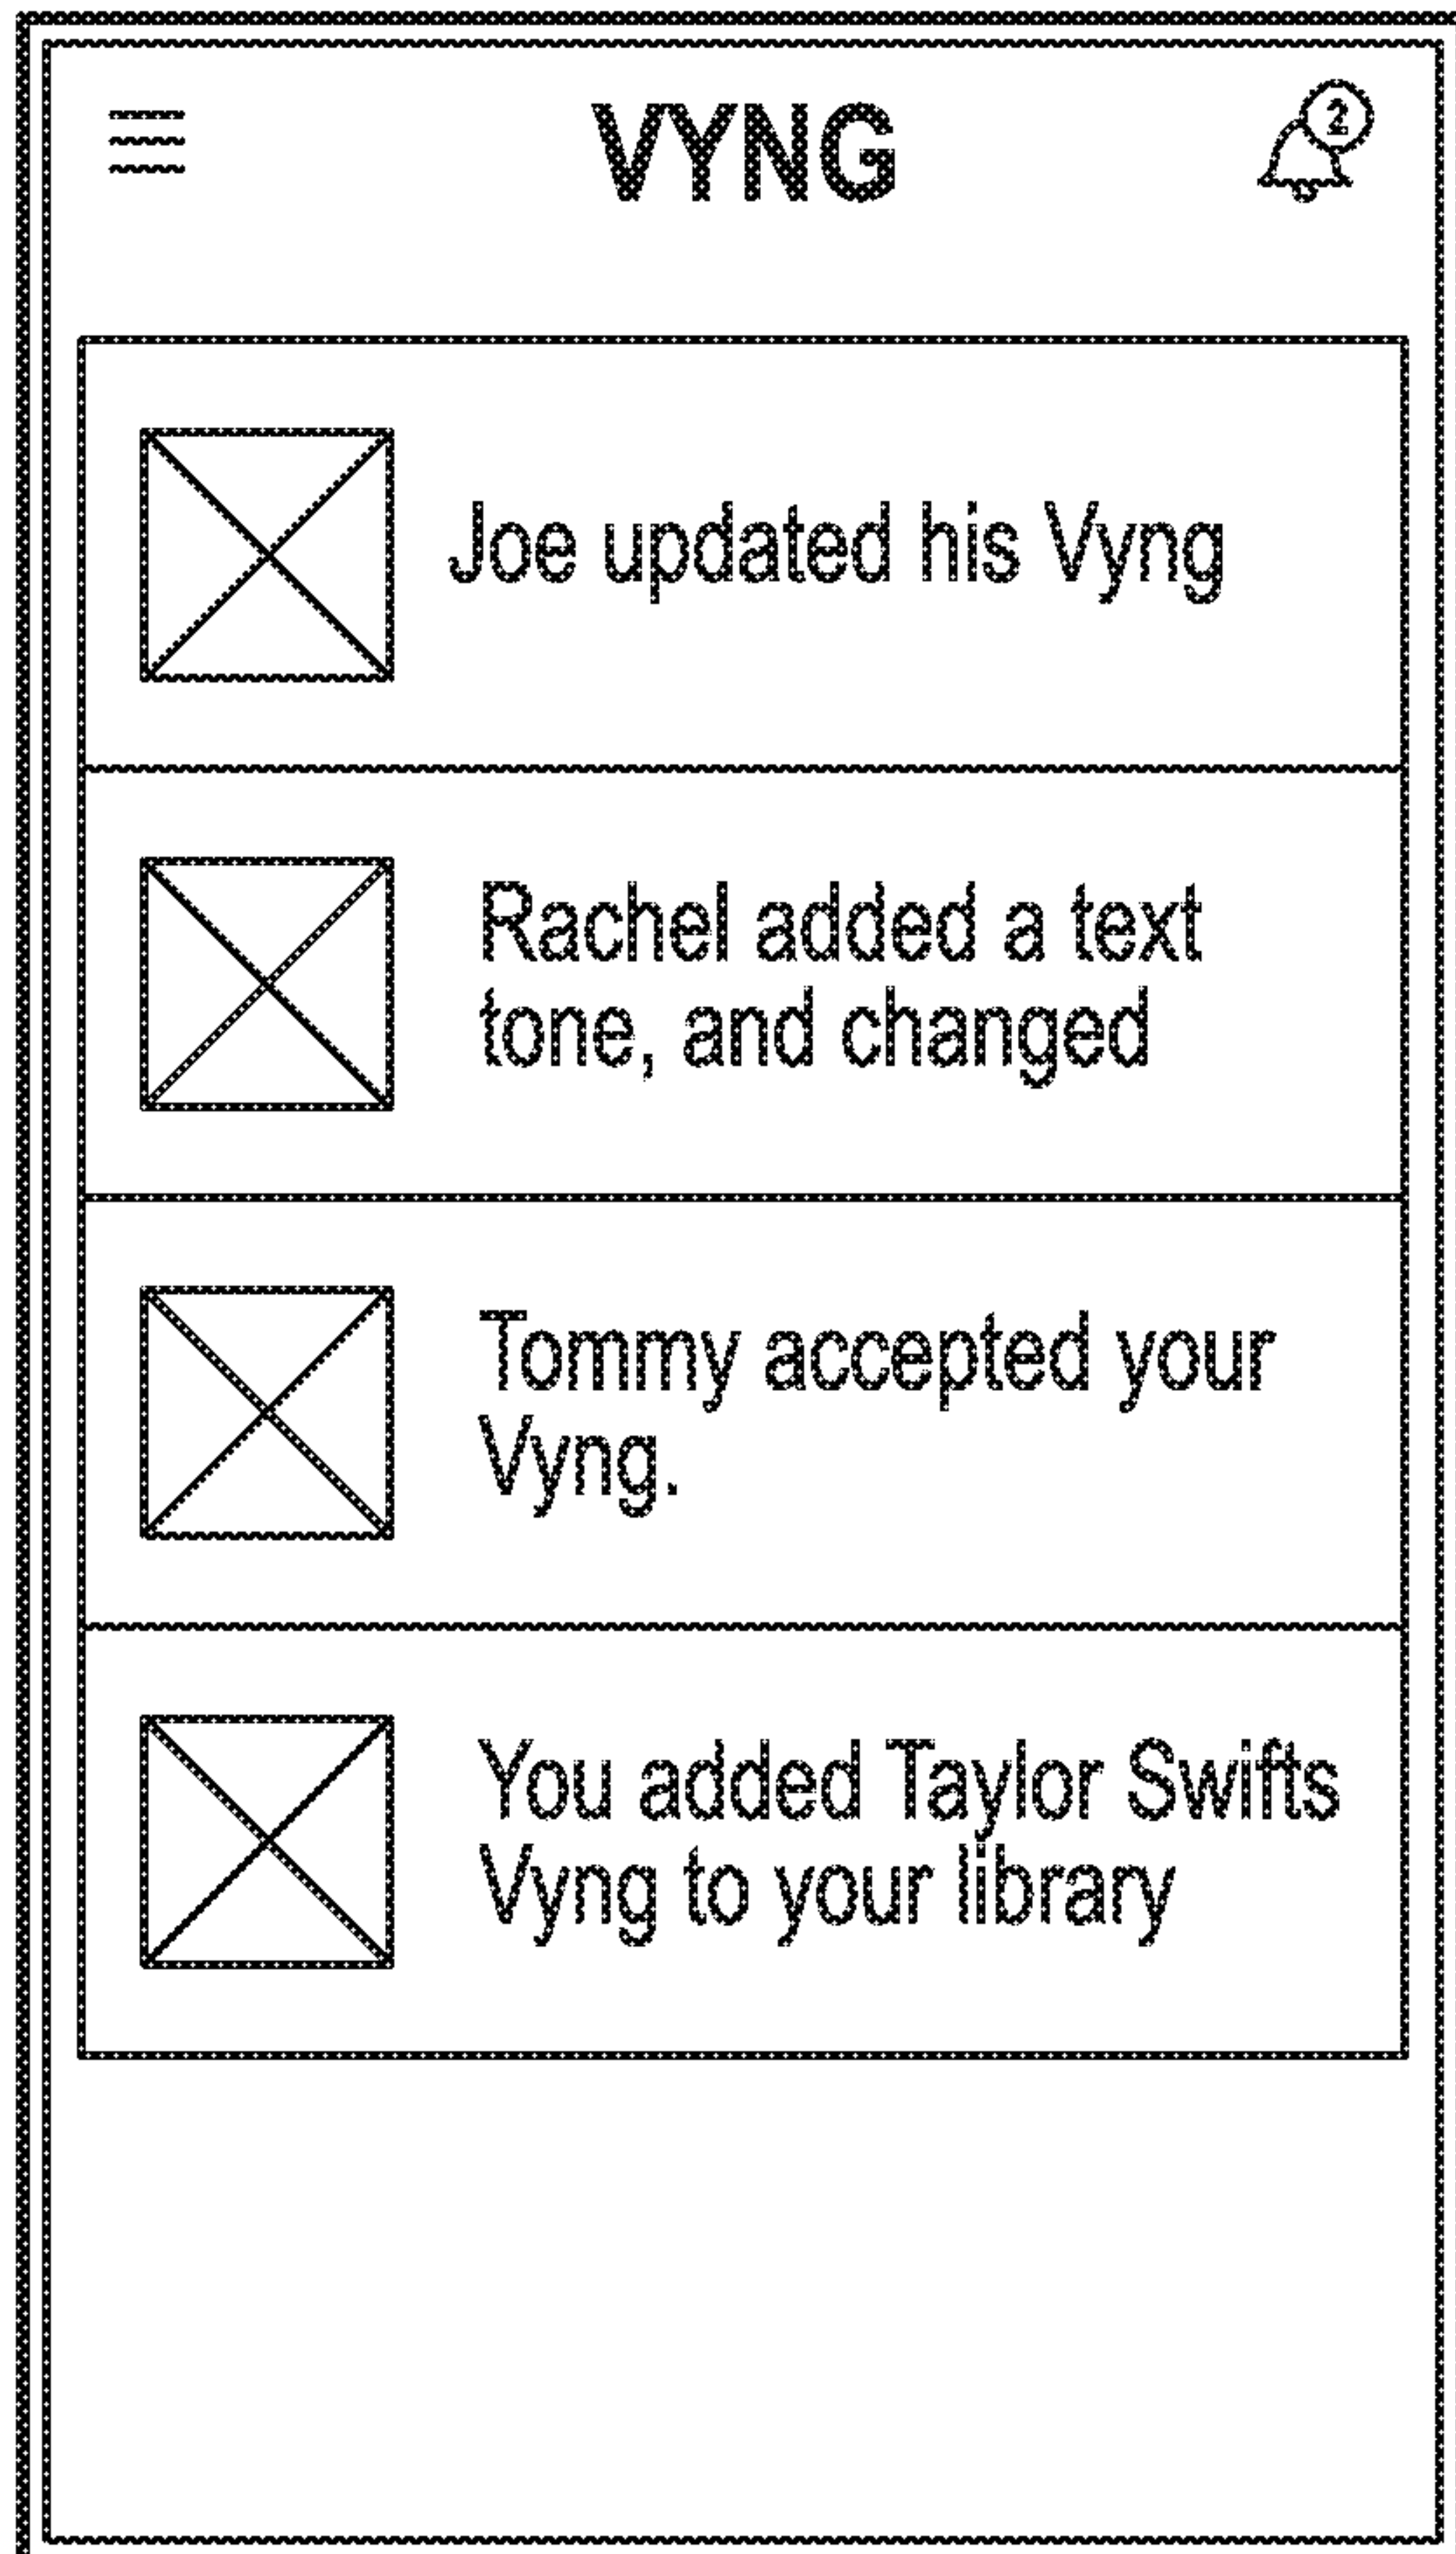 VYNG
2
Joe updated his Vyng
Rachel added a text
tone, and changed
Tommy accepted your
Vyng.
You added Taylor Swifts
Vyng to your library